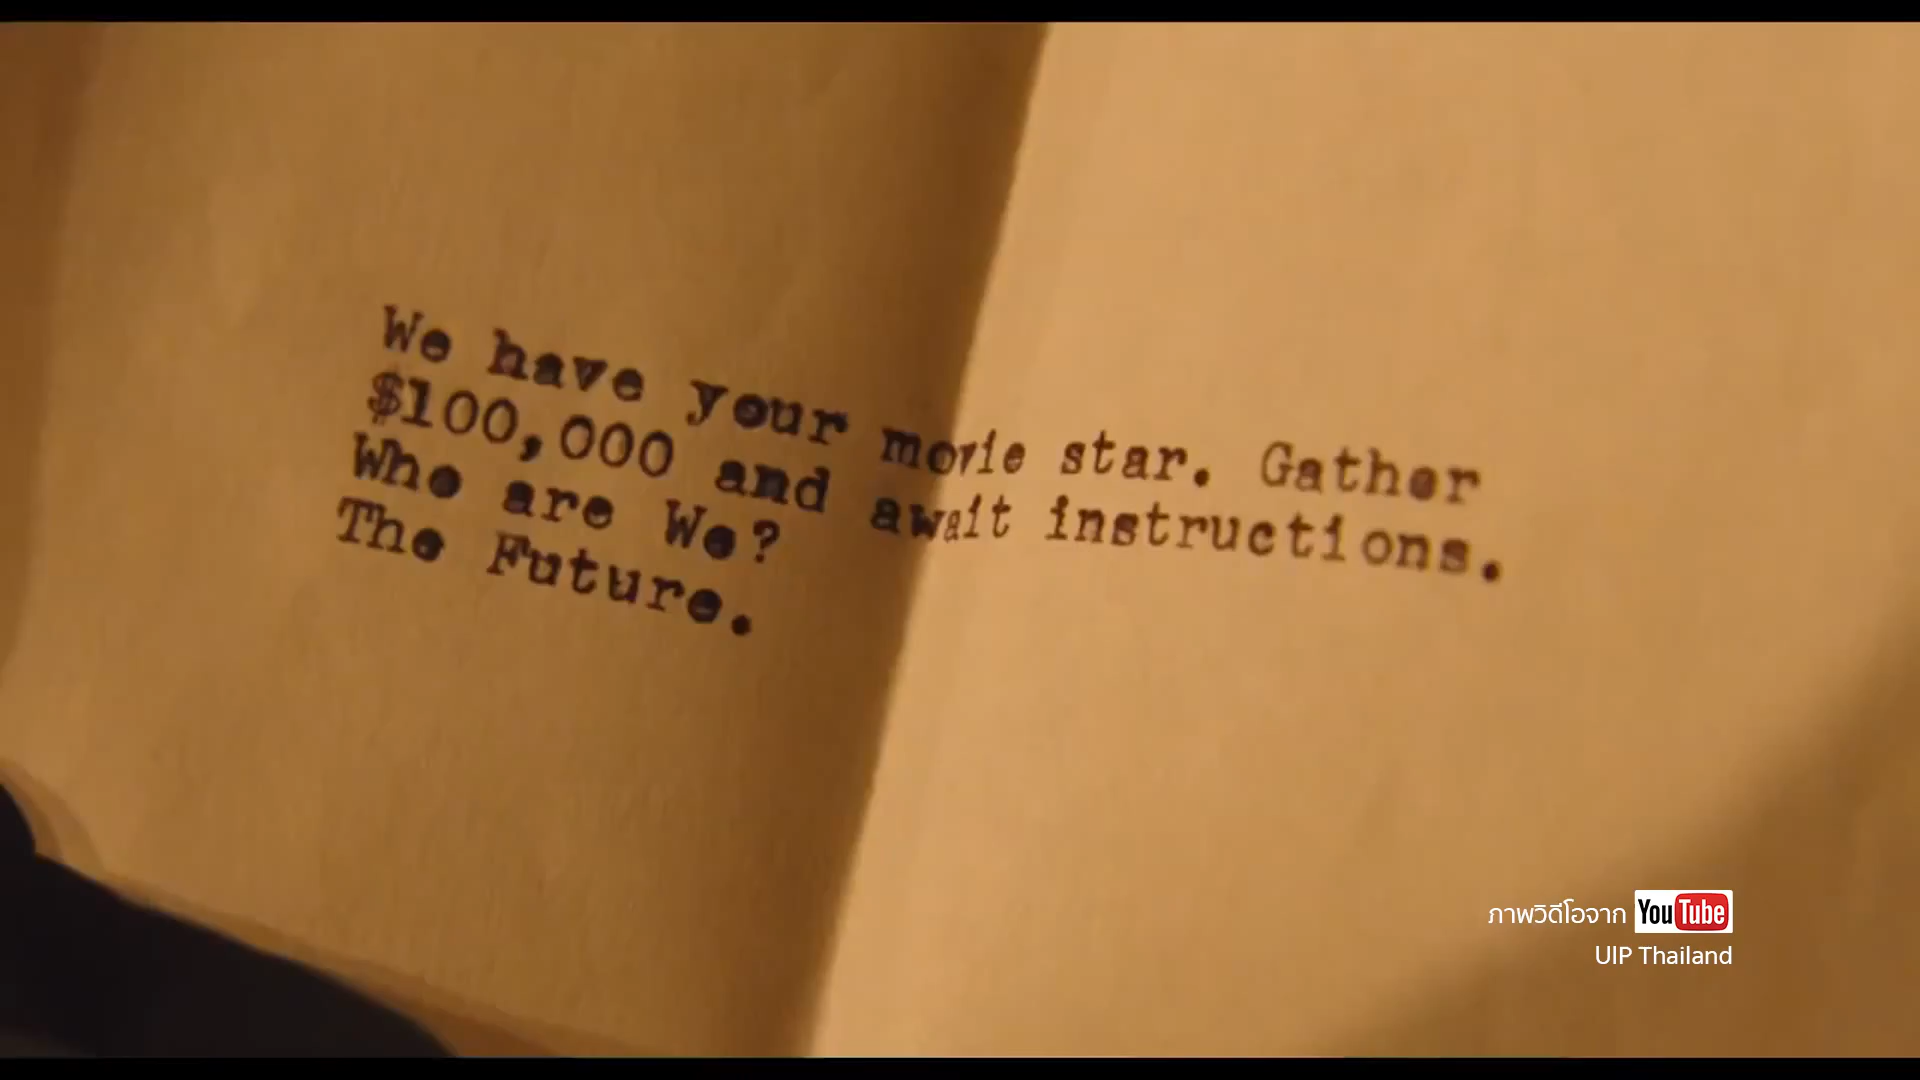 We have your movie star. Gather
$100,000 and await instructions.
Who are We?
The Future.
ภาพวิดีโอจาก YouTube
UIP Thailand